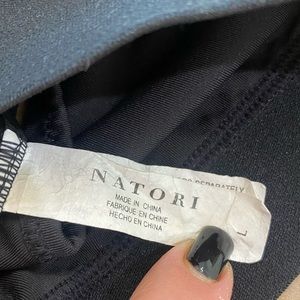 SEPARATELY
NATORI
MADE IN CHINA
FABRIQUE EN CHINE
HECHO EN CHINA
L